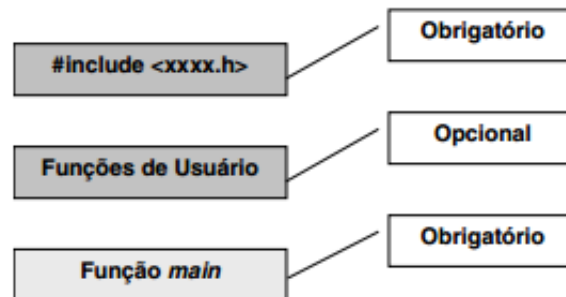 Obrigatório
#include <xxxx.h>
Opcional
Funções de Usuário
Obrigatório
Função main